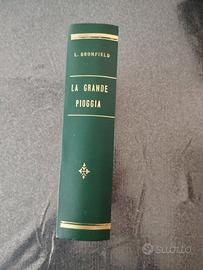 L. BROMFIELD
LA GRANDE
PIOGGIA
subito